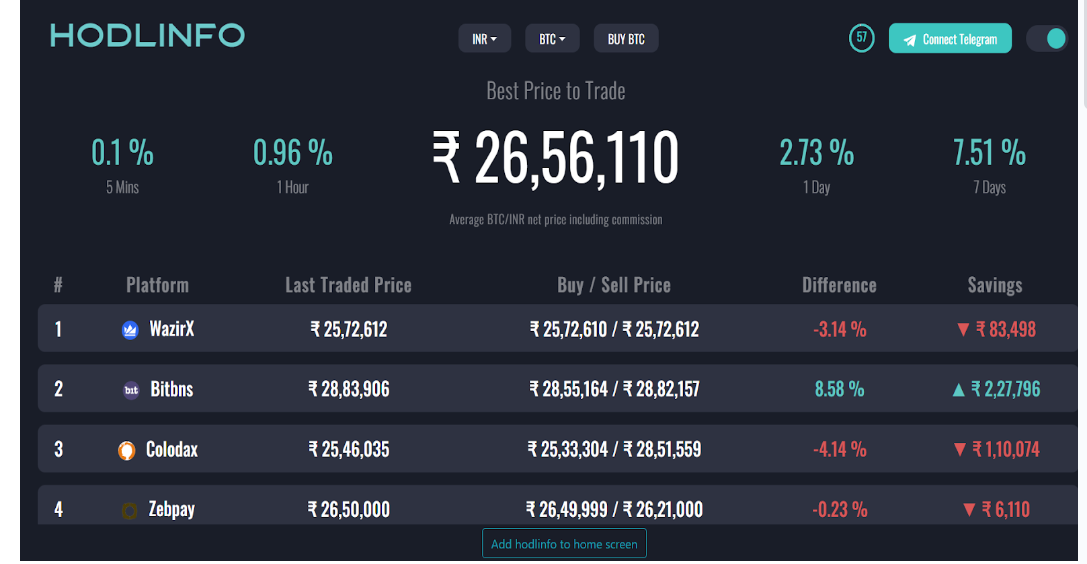 HODLINFO INR BTC BUY BTC 57 Connect Telegram
Best Price to Trade
0.1 % 0.96 % ₹ 26,56,110 2.73 % 7.51 %
5 Mins 1 Hour 1 Day 7 Days
Average BTC/INR net price including commission
# Platform Last Traded Price Buy / Sell Price Difference Savings
1 WazirX ₹ 25,72,612 ₹ 25,72,610 / ₹ 25,72,612 -3.14 % ▼ ₹ 83,498
2 bit Bitbns ₹ 28,83,906 ₹ 28,55,164 / ₹ 28,82,157 8.58 % ▲ ₹ 2,27,796
3 Colodax ₹ 25,46,035 ₹ 25,33,304 / ₹ 28,51,559 -4.14 % ▼ ₹ 1,10,074
4 Zebpay ₹ 26,50,000 ₹ 26,49,999 / ₹ 26,21,000 -0.23 % ▼ ₹ 6,110
Add hodlinfo to home screen